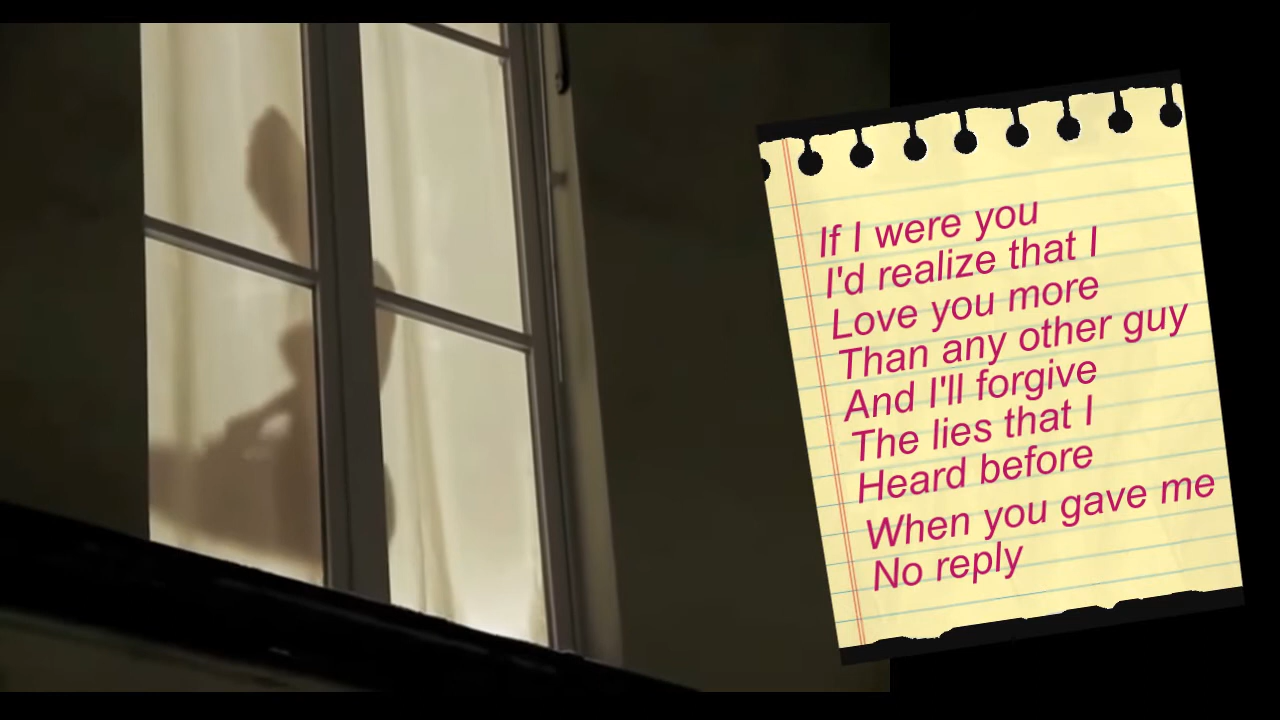 If I were you
I'd realize that I
Love you more
Than any other guy
And I'll forgive
The lies that I
Heard before
When you gave me
No reply